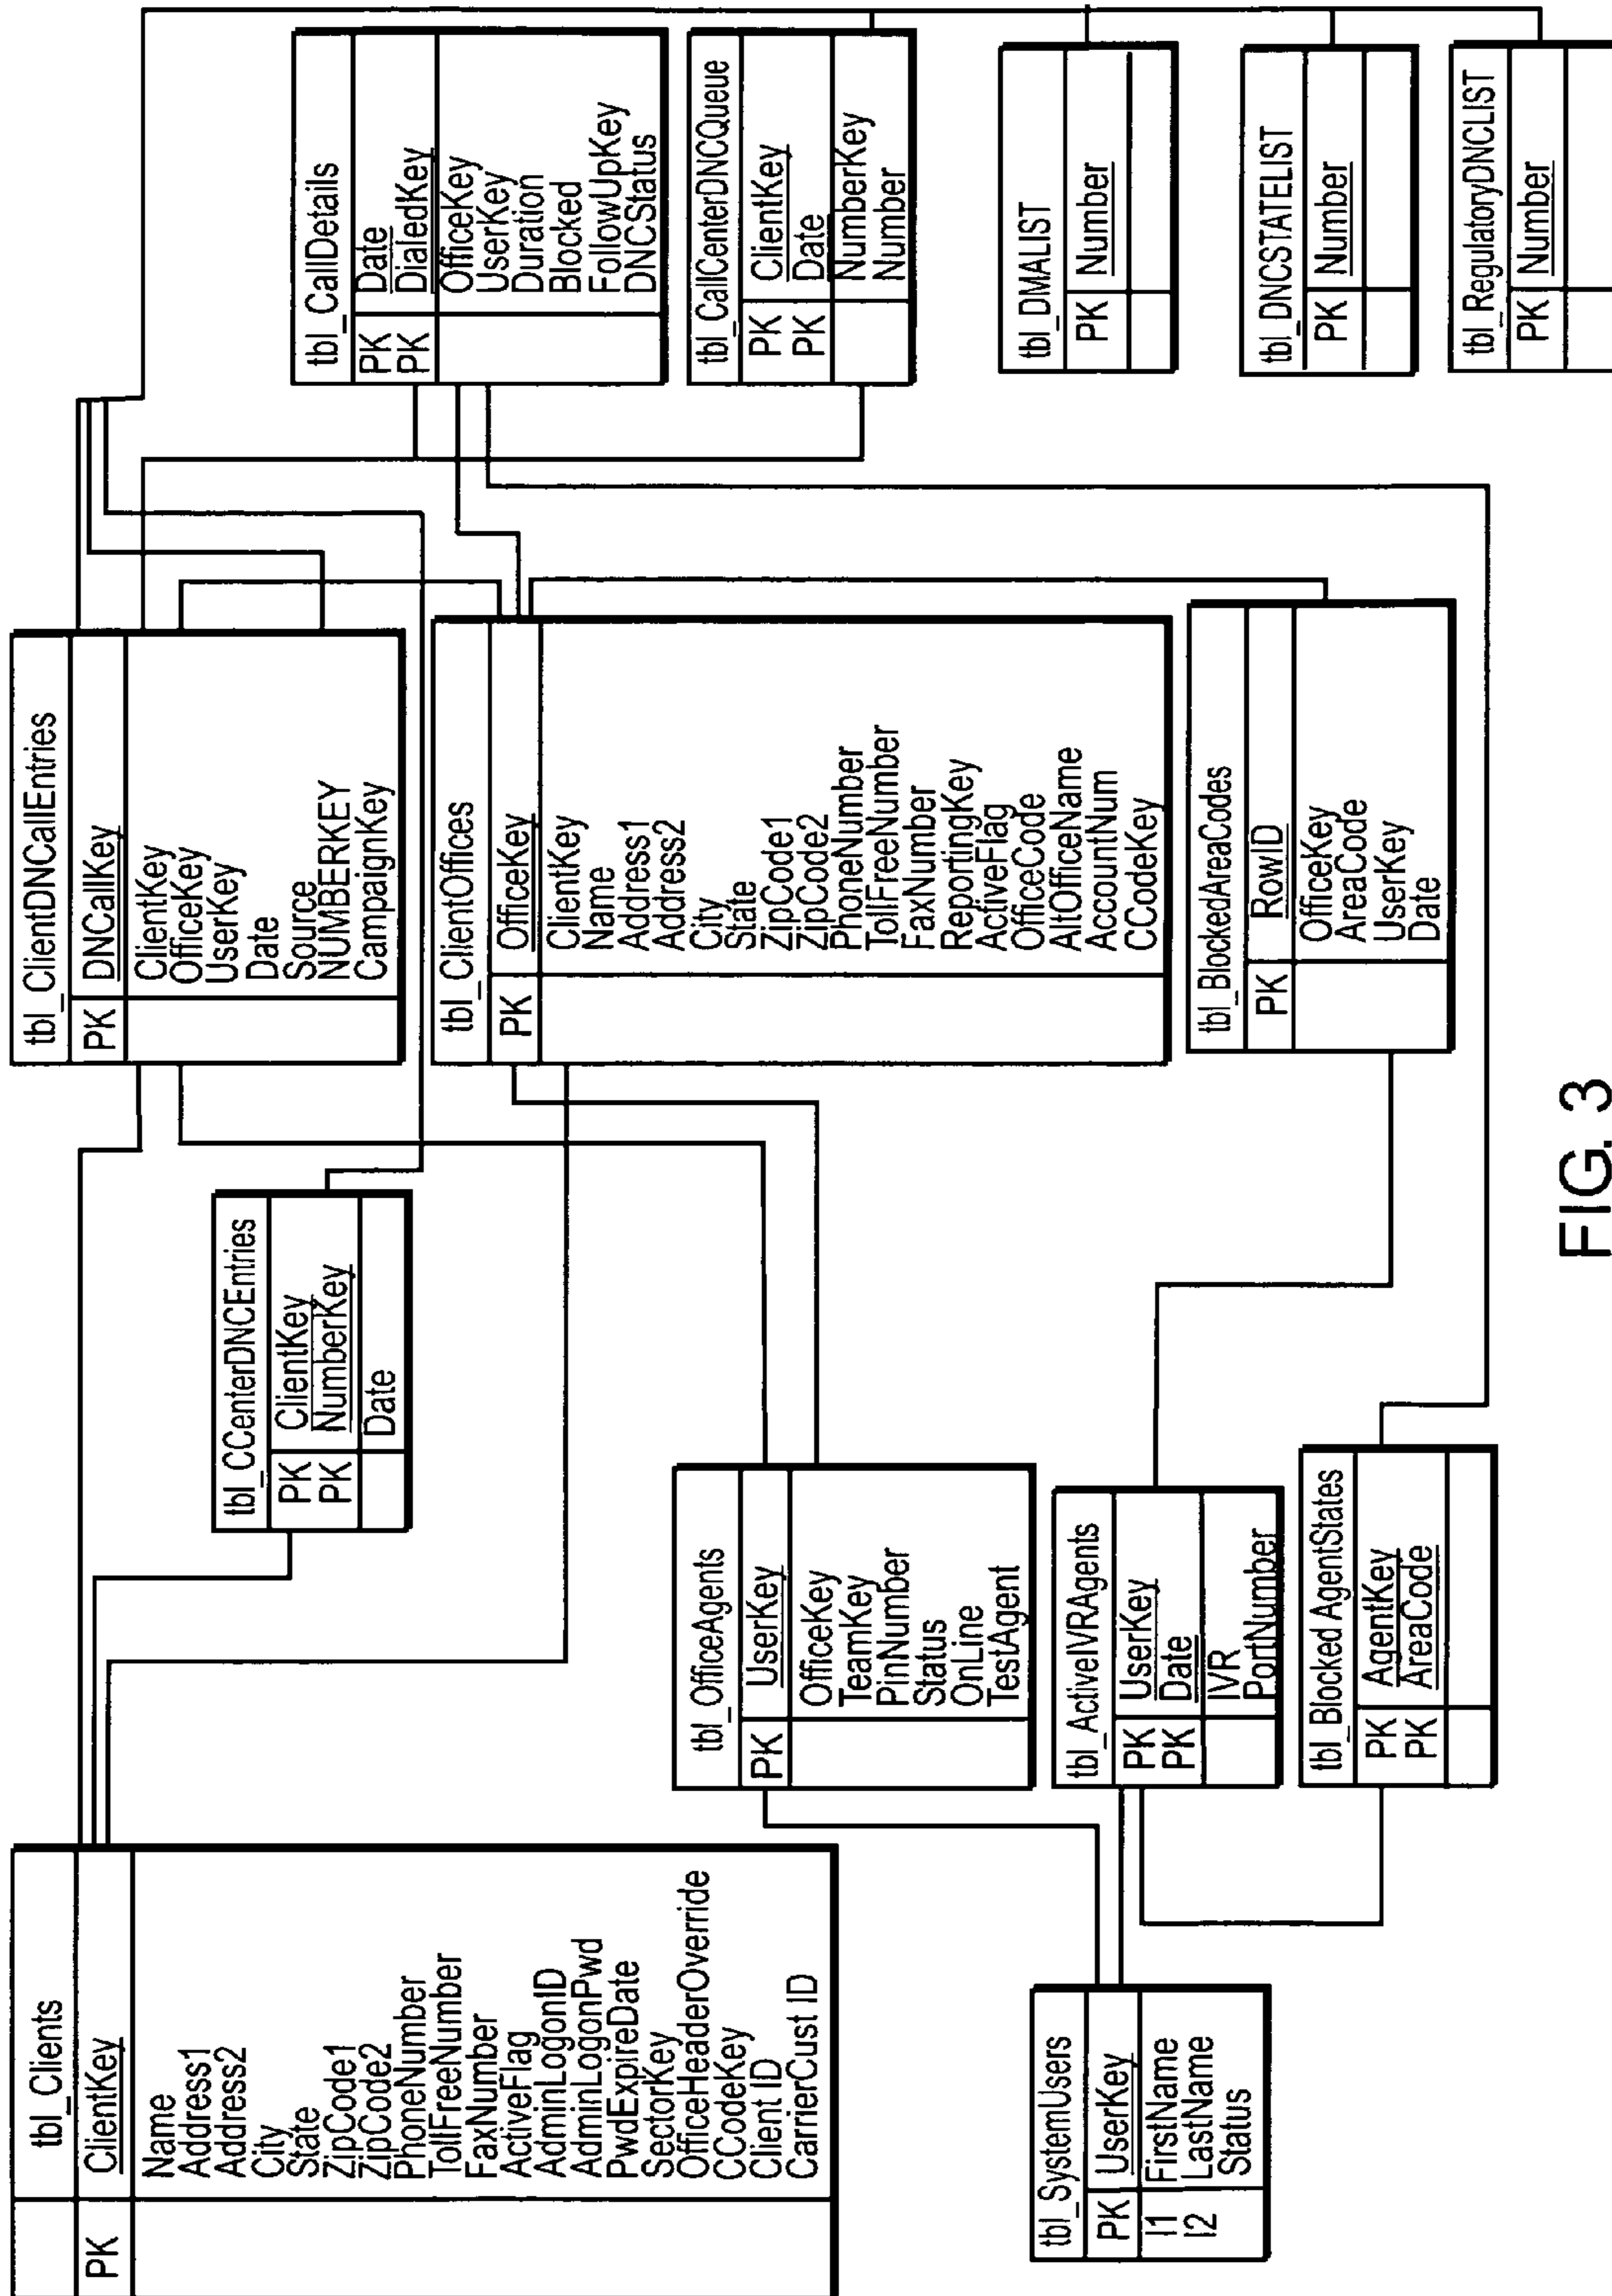 tbl_Clients
PK ClientKey
Name
Address1
Address2
City
State
ZipCode1
ZipCode2
PhoneNumber
TollFreeNumber
FaxNumber
ActiveFlag
AdminLogonID
AdminLogonPwd
PwdExpireDate
SectorKey
OfficeHeaderOverride
CCodeKey
Client ID
CarrierCust ID
tbl_SystemUsers
PK UserKey
I1 FirstName
I2 LastName
Status
tbl_CCenterDNCEntries
PK ClientKey
PK NumberKey
Date
tbl_OfficeAgents
PK UserKey
OfficeKey
TeamKey
PinNumber
Status
OnLine
TestAgent
tbl_ActiveIVRAgents
PK UserKey
PK Date
IVR
PortNumber
tbl_Blocked AgentStates
PK AgentKey
PK AreaCode
tbl_ClientDNCallEntries
PK DNCallKey
ClientKey
OfficeKey
UserKey
Date
Source
NUMBERKEY
CampaignKey
tbl_ClientOffices
PK OfficeKey
ClientKey
Name
Address1
Address2
City
State
ZipCode1
ZipCode2
PhoneNumber
TollFreeNumber
FaxNumber
ReportingKey
ActiveFlag
OfficeCode
AltOfficeName
AccountNum
CCodeKey
tbl_BlockedAreaCodes
PK RowID
OfficeKey
AreaCode
UserKey
Date
tbl_CallDetails
PK Date
PK DialedKey
OfficeKey
UserKey
Duration
Blocked
FollowUpKey
DNCStatus
tbl_CallCenterDNCQueue
PK ClientKey
PK Date
NumberKey
Number
tbl_DMALIST
PK Number
tbl_DNCSTATELIST
PK Number
tbl_RegulatoryDNCLIST
PK Number
FIG. 3